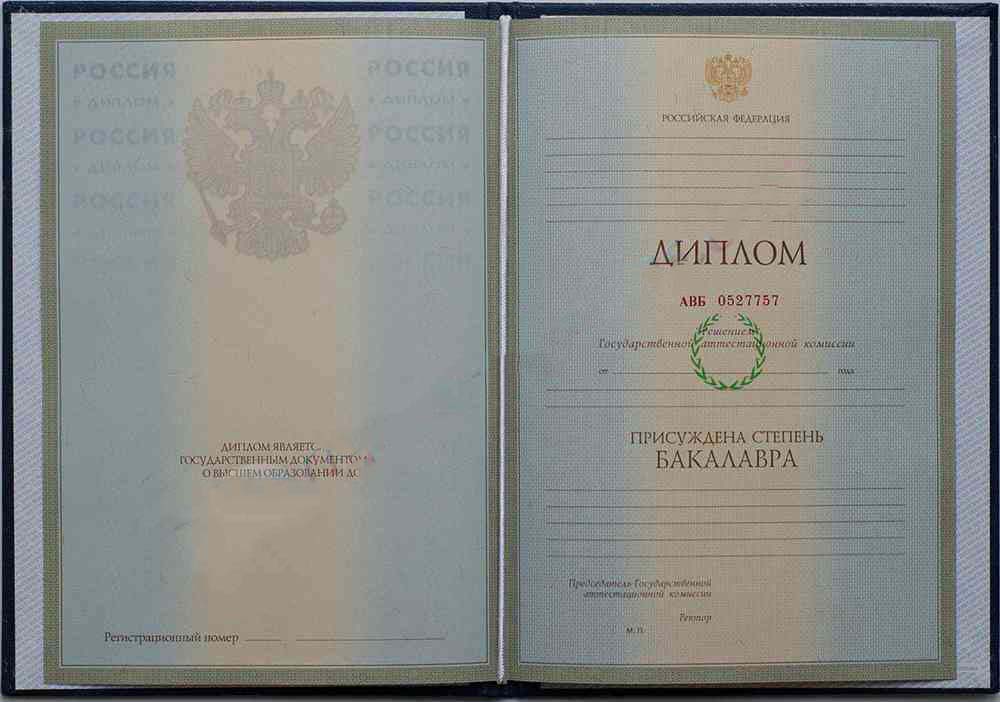 РОССИЯ РОССИЯ
ДИПЛОМ ДИПЛОМ
РОССИЯ РОССИЯ
ДИПЛОМ ДИПЛОМ
РОССИЯ РОССИЯ
ДИПЛОМ ЯВЛЯЕТС
ГОСУДАРСТВЕННЫМ ДОКУМЕНТОМ
О ВЫСШЕМ ОБРАЗОВАНИИ
Регистрационный номер
РОССИЙСКАЯ ФЕДЕРАЦИЯ
ДИПЛОМ
АВБ 0527757
Решением
Государственной аттестационной комиссии
от года
ПРИСУЖДЕНА СТЕПЕНЬ
БАКАЛАВРА
Председатель Государственной
аттестационной комиссии
Ректор
М.П.